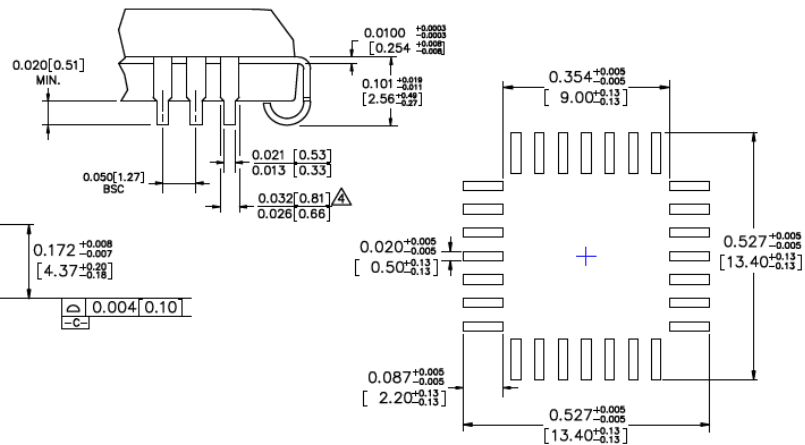 0.0100 +0.0003 -0.0003
[0.254 +0.008 -0.008]
0.020[0.51]
MIN.
0.101 +0.019 -0.011
[2.56 +0.49 -0.27]
0.354 +0.005 -0.005
[ 9.00 +0.13 -0.13]
0.021 [0.53]
0.013 [0.33]
0.050[1.27]
BSC
0.032[0.81] 4
0.026[0.66]
0.172 +0.008 -0.007
[4.37 +0.20 -0.18]
0.020 +0.005 -0.005
[ 0.50 +0.13 -0.13]
0.527 +0.005 -0.005
[13.40 +0.13 -0.13]
0.004 0.10
-C-
0.087 +0.005 -0.005
[ 2.20 +0.13 -0.13]
0.527 +0.005 -0.005
[13.40 +0.13 -0.13]